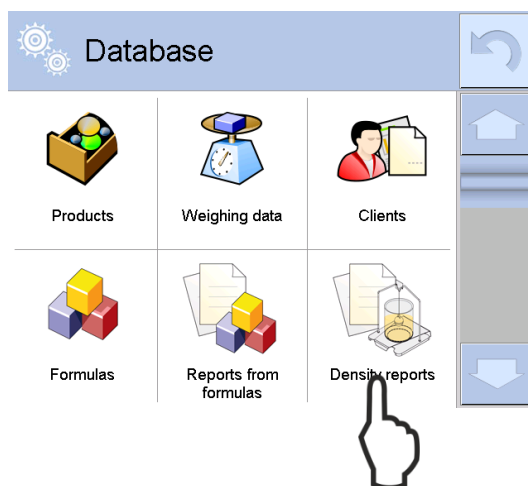 Database
Products
Weighing data
Clients
Formulas
Reports from
formulas
Density reports